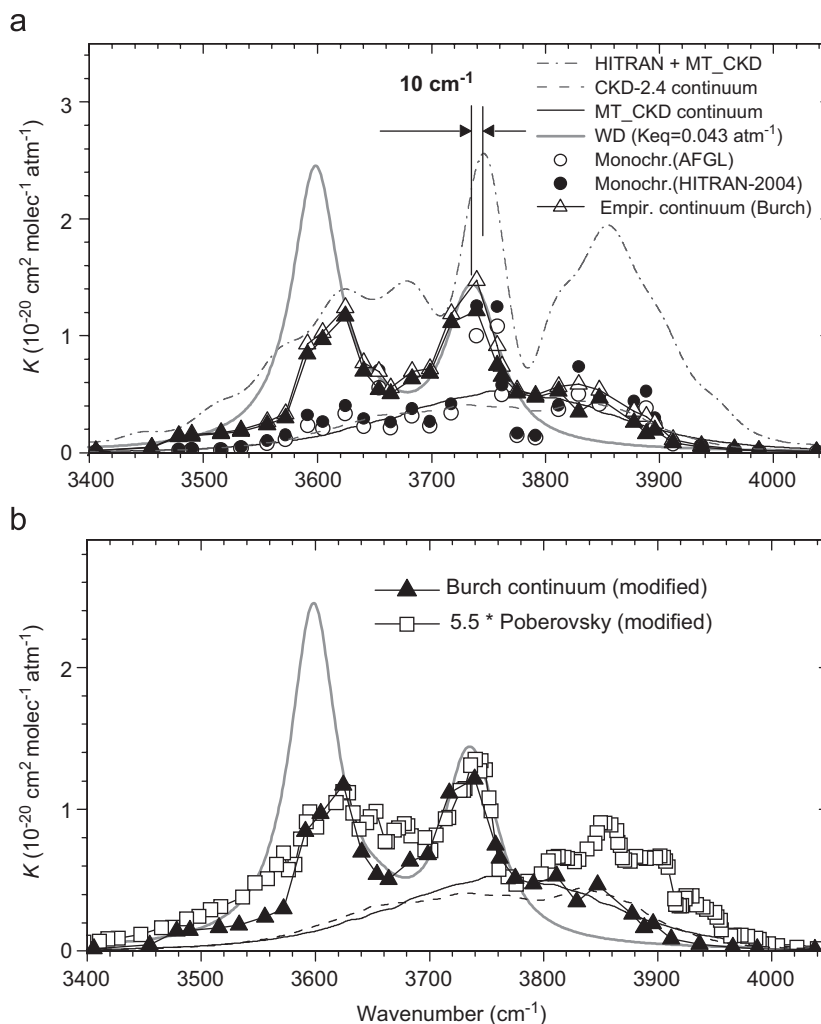 a
3
2
1
0
K (10⁻²⁰ cm² molec⁻¹ atm⁻¹)
10 cm⁻¹
HITRAN + MT_CKD
CKD-2.4 continuum
MT_CKD continuum
WD (Keq=0.043 atm⁻¹)
Monochr.(AFGL)
Monochr.(HITRAN-2004)
Empir. continuum (Burch)
3400 3500 3600 3700 3800 3900 4000
b
2
1
0
K (10⁻²⁰ cm² molec⁻¹ atm⁻¹)
Burch continuum (modified)
5.5 * Poberovsky (modified)
3400 3500 3600 3700 3800 3900 4000
Wavenumber (cm⁻¹)